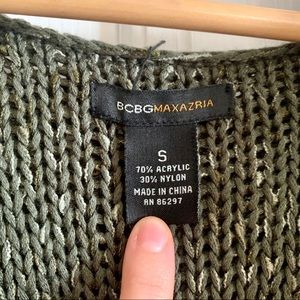 BCBGMAXAZRIA
S
70% ACRYLIC
30% NYLON
MADE IN CHINA
RN 86297